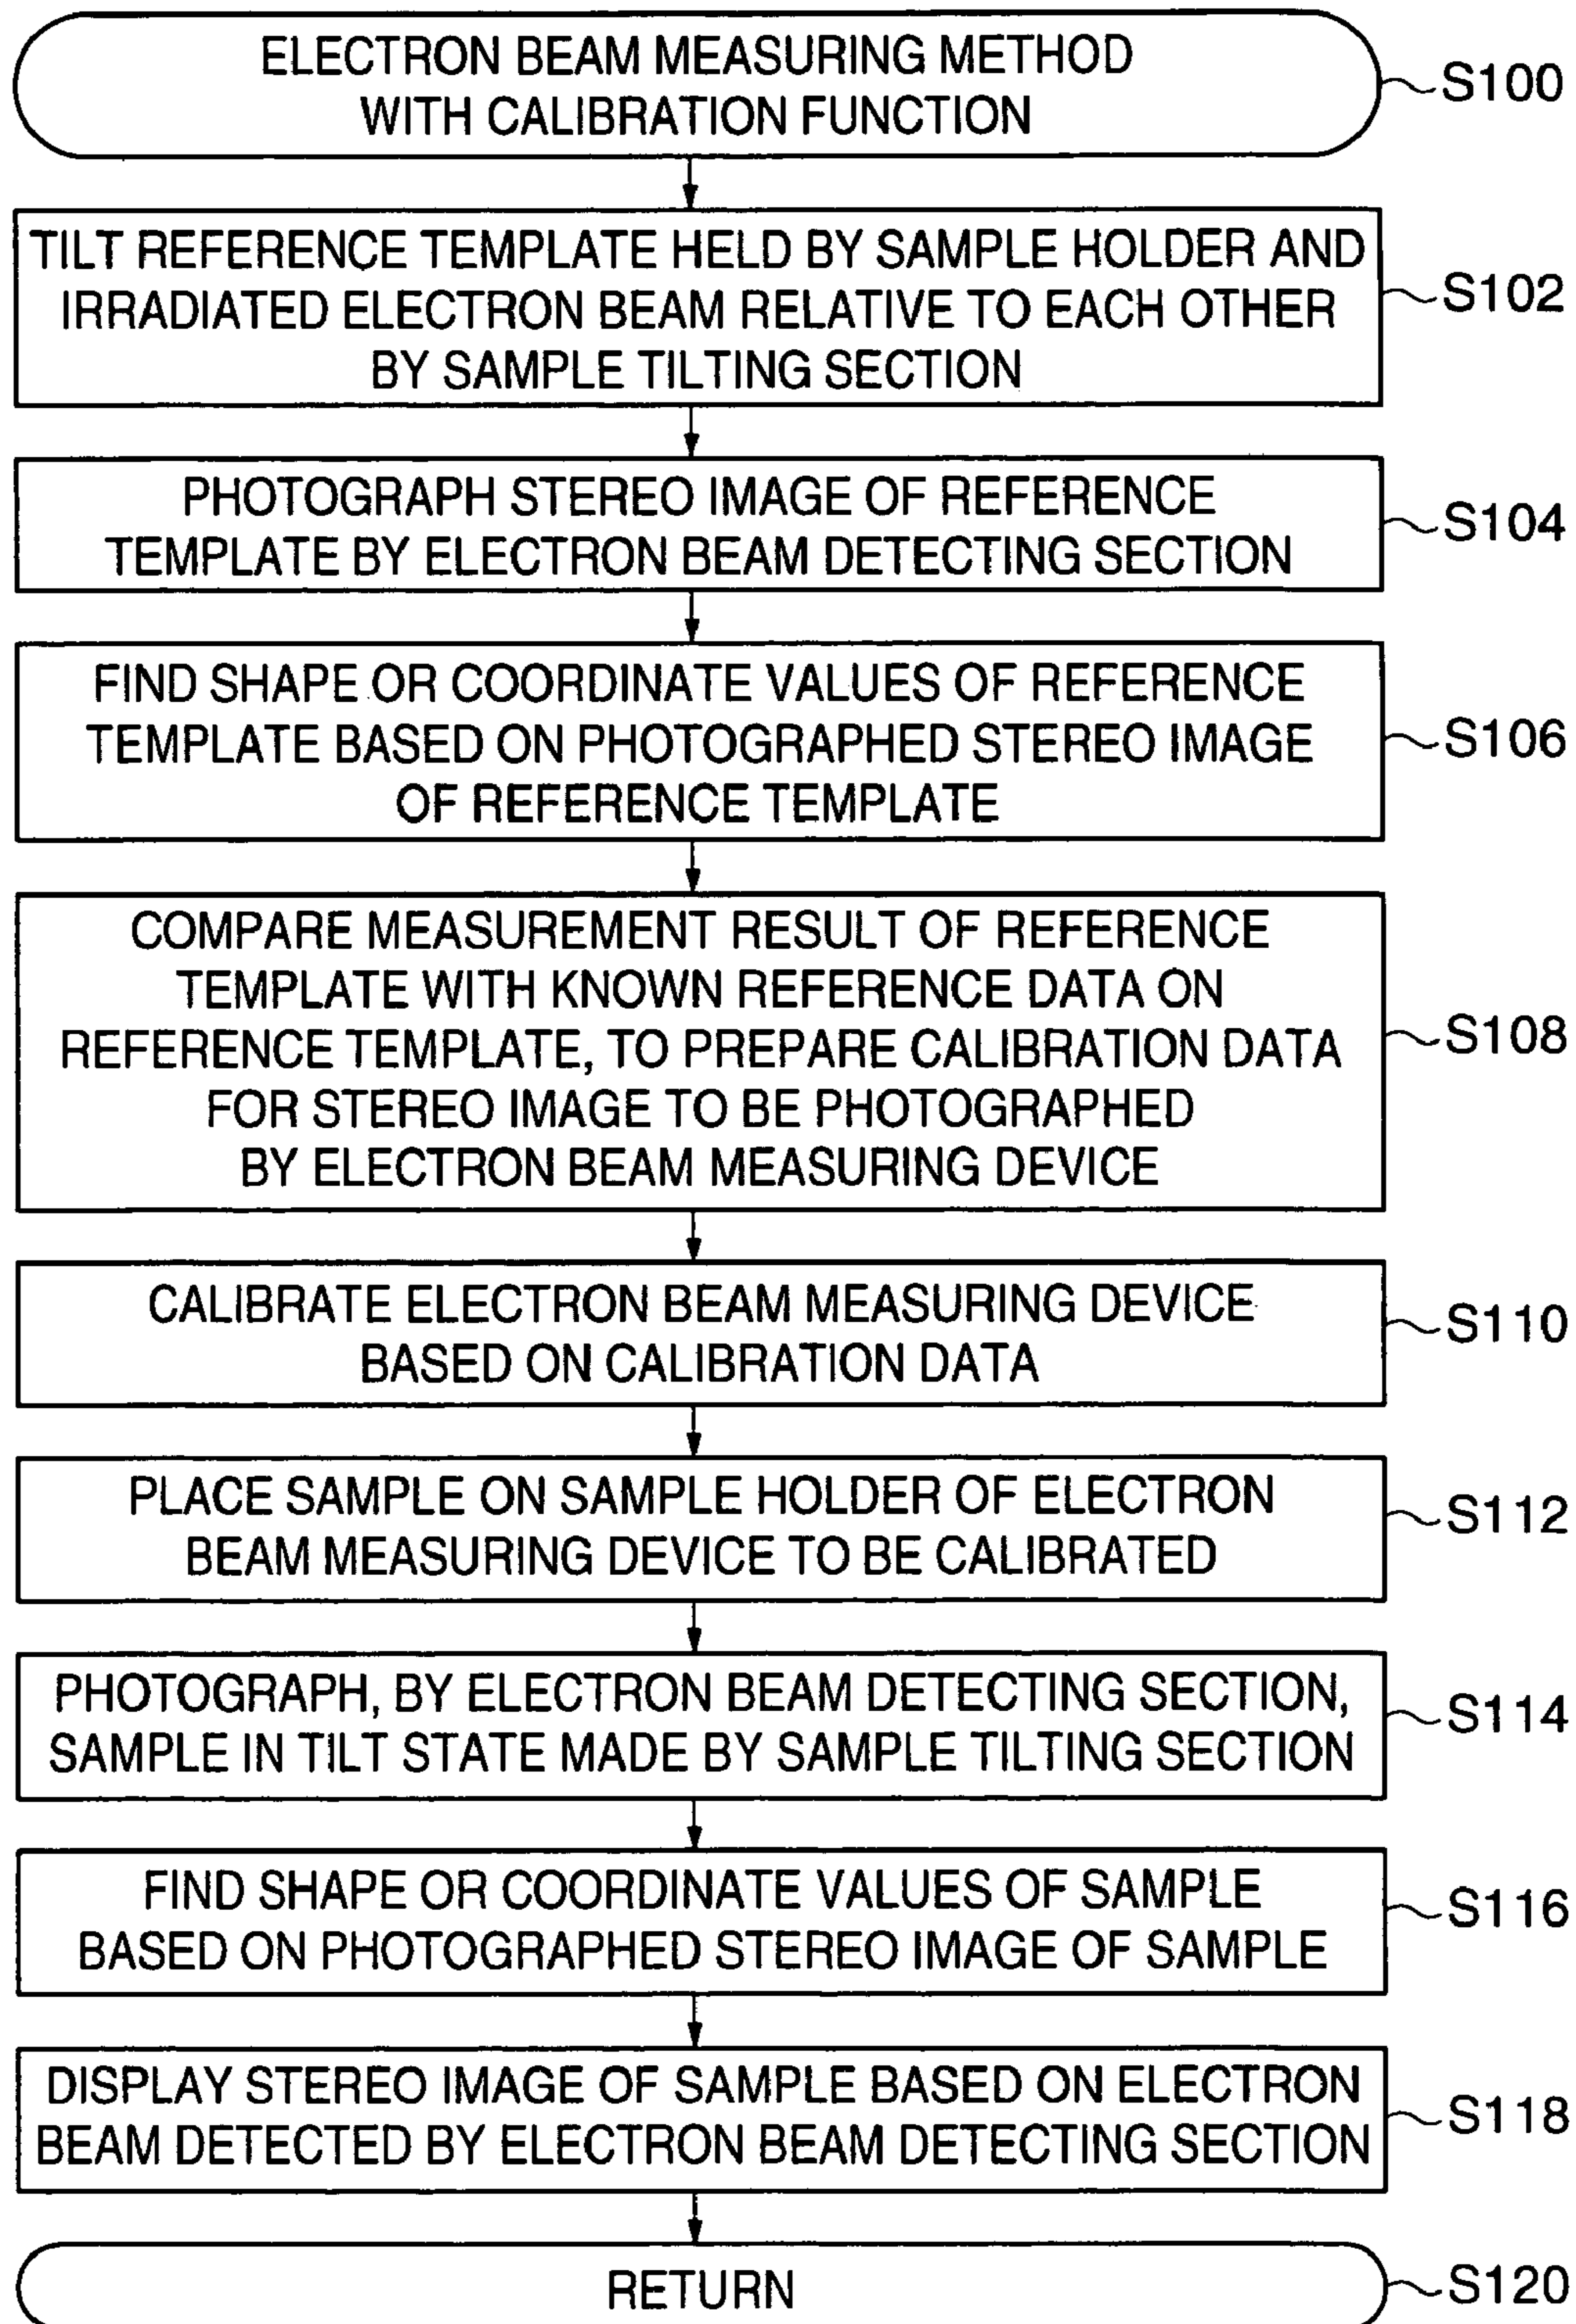 ELECTRON BEAM MEASURING METHOD
WITH CALIBRATION FUNCTION
S100
TILT REFERENCE TEMPLATE HELD BY SAMPLE HOLDER AND
IRRADIATED ELECTRON BEAM RELATIVE TO EACH OTHER
BY SAMPLE TILTING SECTION
S102
PHOTOGRAPH STEREO IMAGE OF REFERENCE
TEMPLATE BY ELECTRON BEAM DETECTING SECTION
S104
FIND SHAPE OR COORDINATE VALUES OF REFERENCE
TEMPLATE BASED ON PHOTOGRAPHED STEREO IMAGE
OF REFERENCE TEMPLATE
S106
COMPARE MEASUREMENT RESULT OF REFERENCE
TEMPLATE WITH KNOWN REFERENCE DATA ON
REFERENCE TEMPLATE, TO PREPARE CALIBRATION DATA
FOR STEREO IMAGE TO BE PHOTOGRAPHED
BY ELECTRON BEAM MEASURING DEVICE
S108
CALIBRATE ELECTRON BEAM MEASURING DEVICE
BASED ON CALIBRATION DATA
S110
PLACE SAMPLE ON SAMPLE HOLDER OF ELECTRON
BEAM MEASURING DEVICE TO BE CALIBRATED
S112
PHOTOGRAPH, BY ELECTRON BEAM DETECTING SECTION,
SAMPLE IN TILT STATE MADE BY SAMPLE TILTING SECTION
S114
FIND SHAPE OR COORDINATE VALUES OF SAMPLE
BASED ON PHOTOGRAPHED STEREO IMAGE OF SAMPLE
S116
DISPLAY STEREO IMAGE OF SAMPLE BASED ON ELECTRON
BEAM DETECTED BY ELECTRON BEAM DETECTING SECTION
S118
RETURN
S120